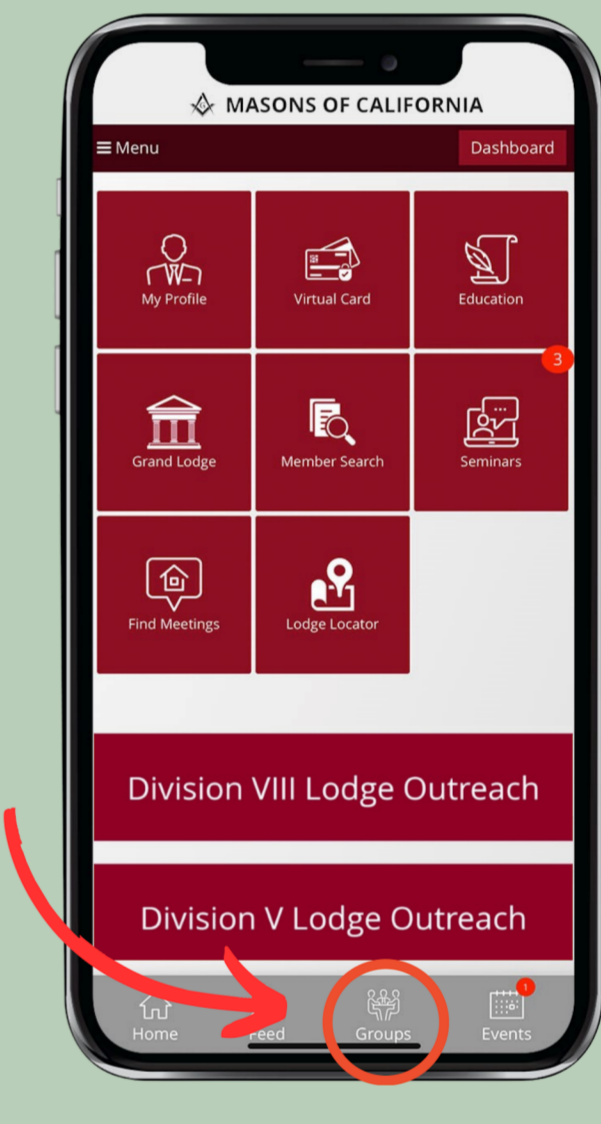 MASONS OF CALIFORNIA
Menu
Dashboard
My Profile
Virtual Card
Education
3
Grand Lodge
Member Search
Seminars
Find Meetings
Lodge Locator
Division VIII Lodge Outreach
Division V Lodge Outreach
1
Home
Feed
Groups
Events